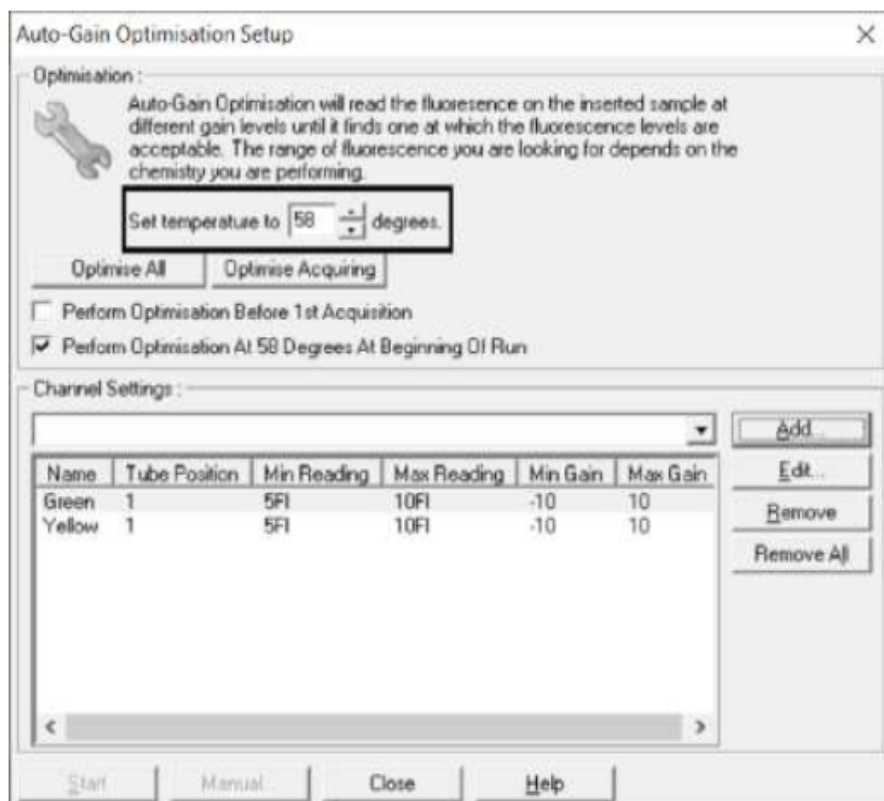 Auto-Gain Optimisation Setup
Optimisation :
Auto-Gain Optimisation will read the fluoresence on the inserted sample at
different gain levels until it finds one at which the fluorescence levels are
acceptable. The range of fluorescence you are looking for depends on the
chemistry you are performing.
Set temperature to 58 degrees.
Optimise All Optimise Acquiring
Perform Optimisation Before 1st Acquisition
Perform Optimisation At 58 Degrees At Beginning Of Run
Channel Settings :
Add...
Name Tube Position Min Reading Max Reading Min Gain Max Gain
Edit...
Green 1 5Fl 10Fl -10 10
Yellow 1 5Fl 10Fl -10 10
Remove
Remove All
Start Manual... Close Help